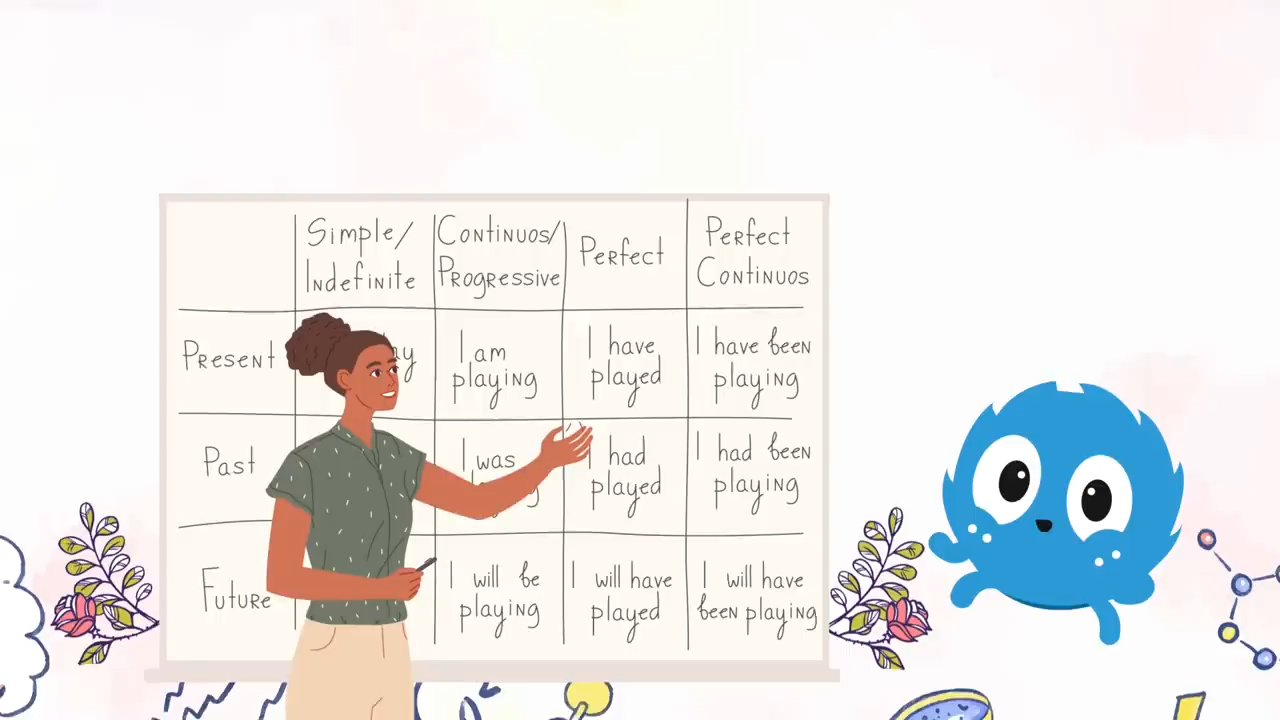 Simple/ Continuos/ Perfect Perfect
Indefinite Progressive Continuos
Present I am I have I have been
playing played playing
Past I was I had I had been
played playing
Future I will be I will have I will have
playing played been playing